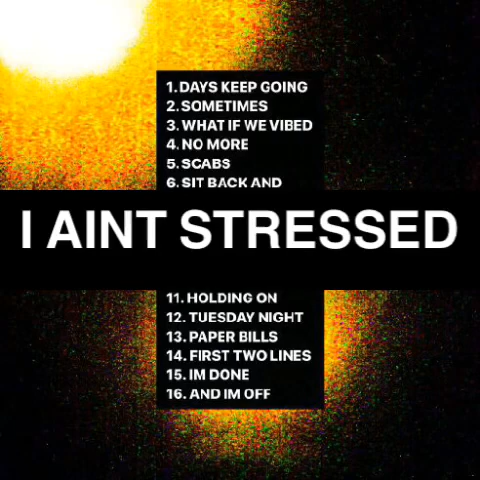 1. DAYS KEEP GOING
2. SOMETIMES
3. WHAT IF WE VIBED
4. NO MORE
5. SCABS
6. SIT BACK AND
I AINT STRESSED
11. HOLDING ON
12. TUESDAY NIGHT
13. PAPER BILLS
14. FIRST TWO LINES
15. IM DONE
16. AND IM OFF